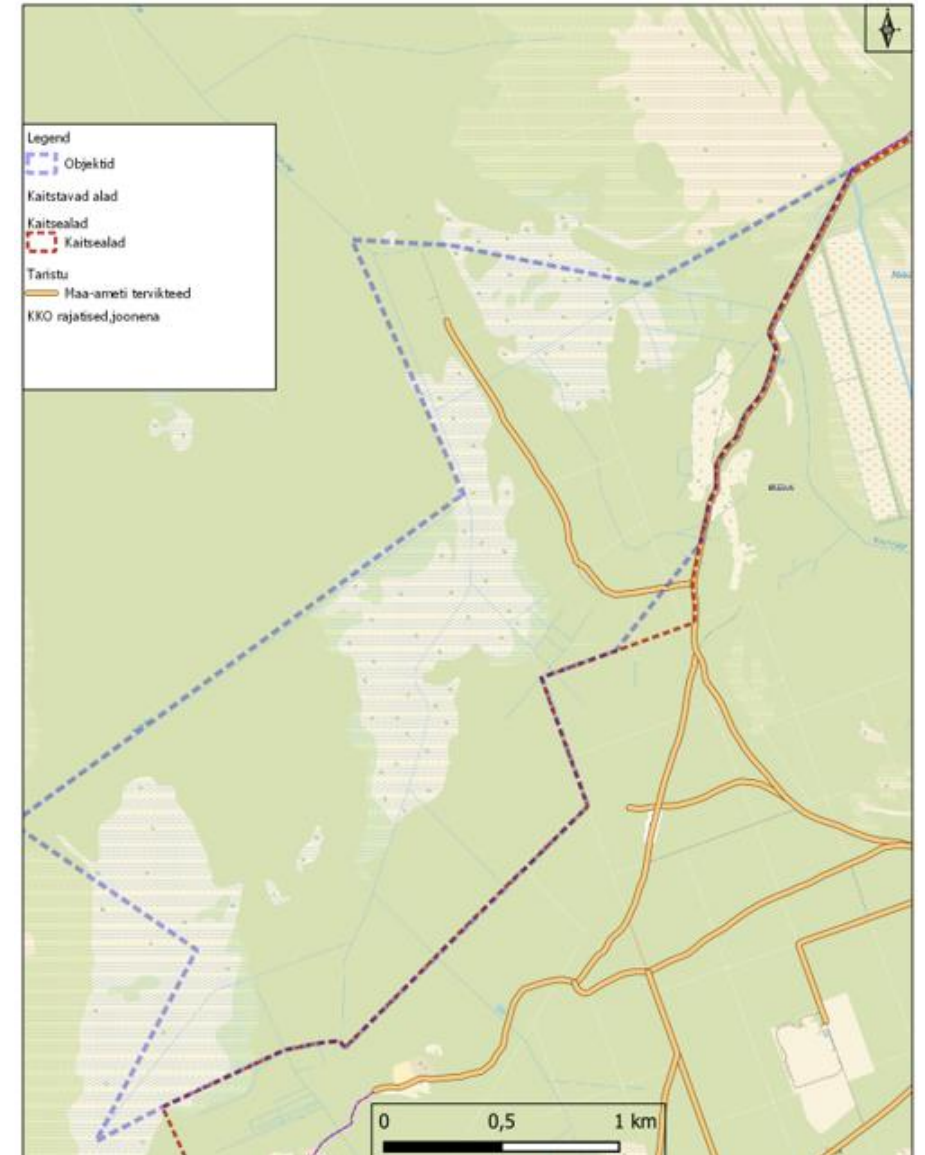 Legend
Objektid
Kaitstavad alad
Kaitsealad
Kaitsealad
Taristu
Maa-ameti tervikteed
KKO rajatised,joonena
0 0,5 1 km